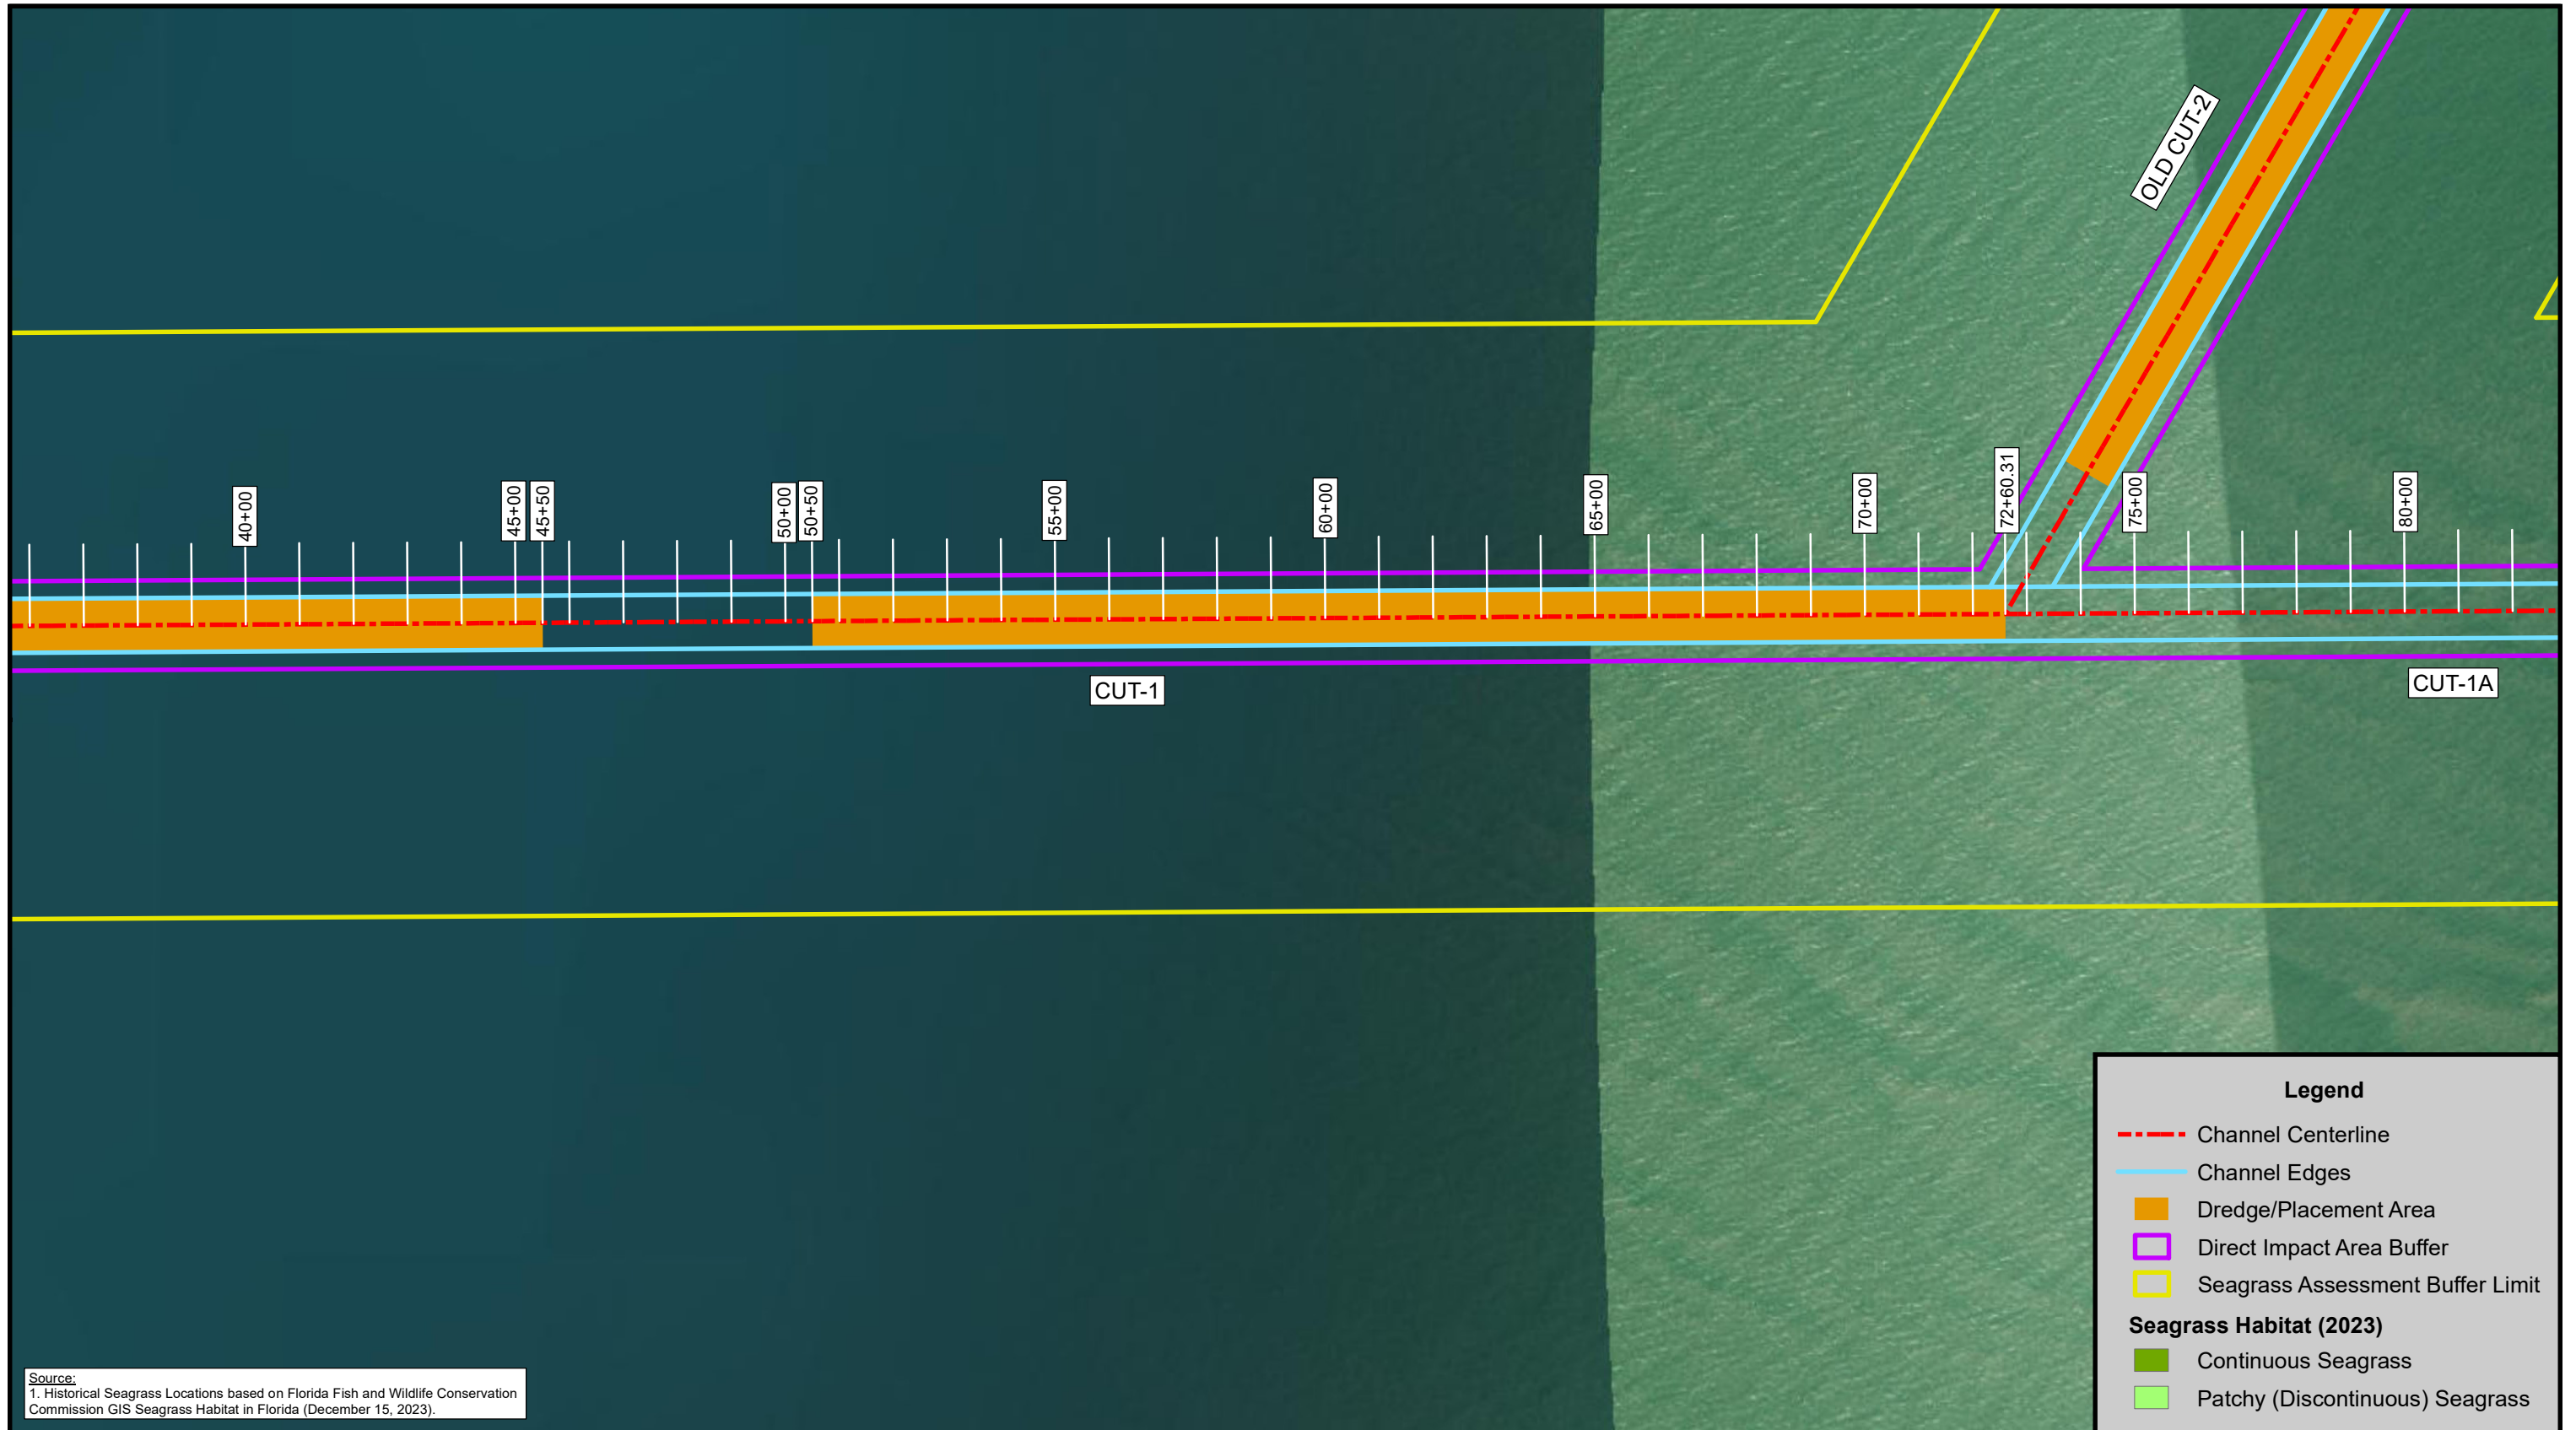 OLD CUT-2
40+00
45+00
45+50
50+00
50+50
55+00
60+00
65+00
70+00
72+60.31
75+00
80+00
CUT-1
CUT-1A
Legend
Channel Centerline
Channel Edges
Dredge/Placement Area
Direct Impact Area Buffer
Seagrass Assessment Buffer Limit
Seagrass Habitat (2023)
Continuous Seagrass
Patchy (Discontinuous) Seagrass
Source:
1. Historical Seagrass Locations based on Florida Fish and Wildlife Conservation
Commission GIS Seagrass Habitat in Florida (December 15, 2023).